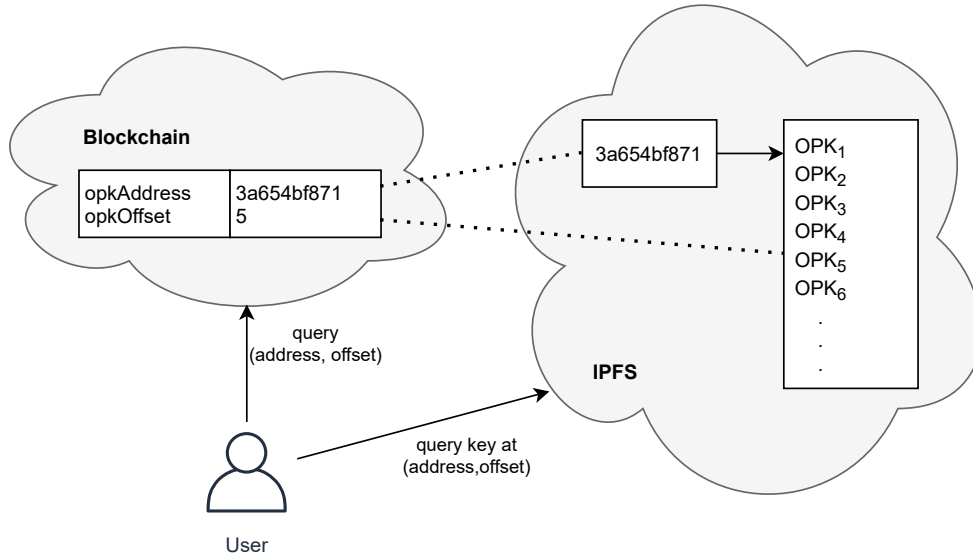 Blockchain
opkAddress 3a654bf871
opkOffset 5
3a654bf871
OPK₁
OPK₂
OPK₃
OPK₄
OPK₅
OPK₆
.
.
.
IPFS
query
(address, offset)
query key at
(address,offset)
User